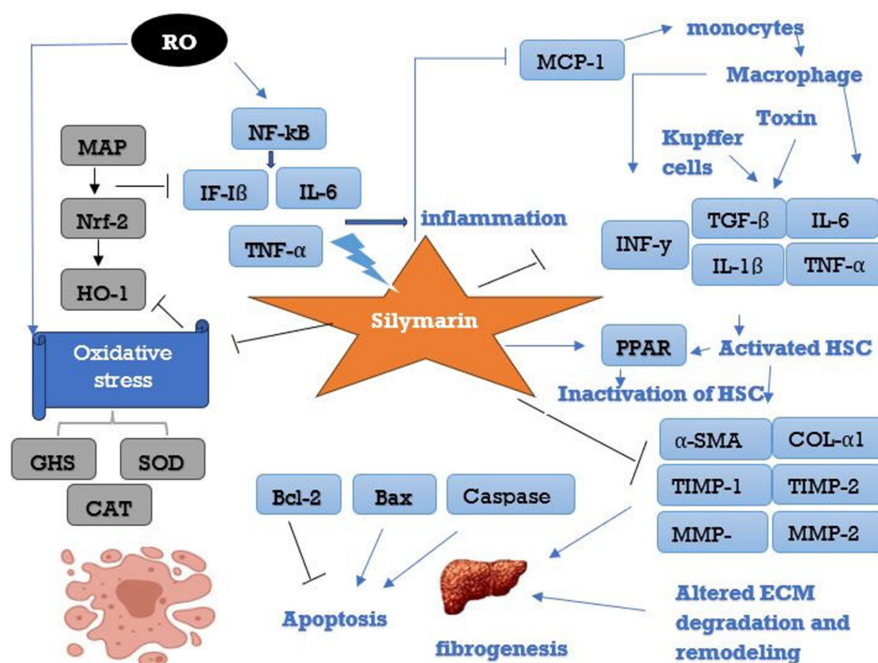 RO
monocytes
MCP-1
Macrophage
Toxin
NF-kB
Kupffer
cells
MAP
IF-Iß
IL-6
TGF-ß
IL-6
Nrf-2
inflammation
INF-y
TNF-α
IL-1ß
TNF-α
HO-1
Silymarin
Oxidative
stress
PPAR
Activated HSC
Inactivation of HSC
α-SMA
COL-α1
GHS
SOD
TIMP-1
TIMP-2
CAT
Bcl-2
Bax
Caspase
MMP-
MMP-2
Apoptosis
Altered ECM
degradation and
remodeling
fibrogenesis